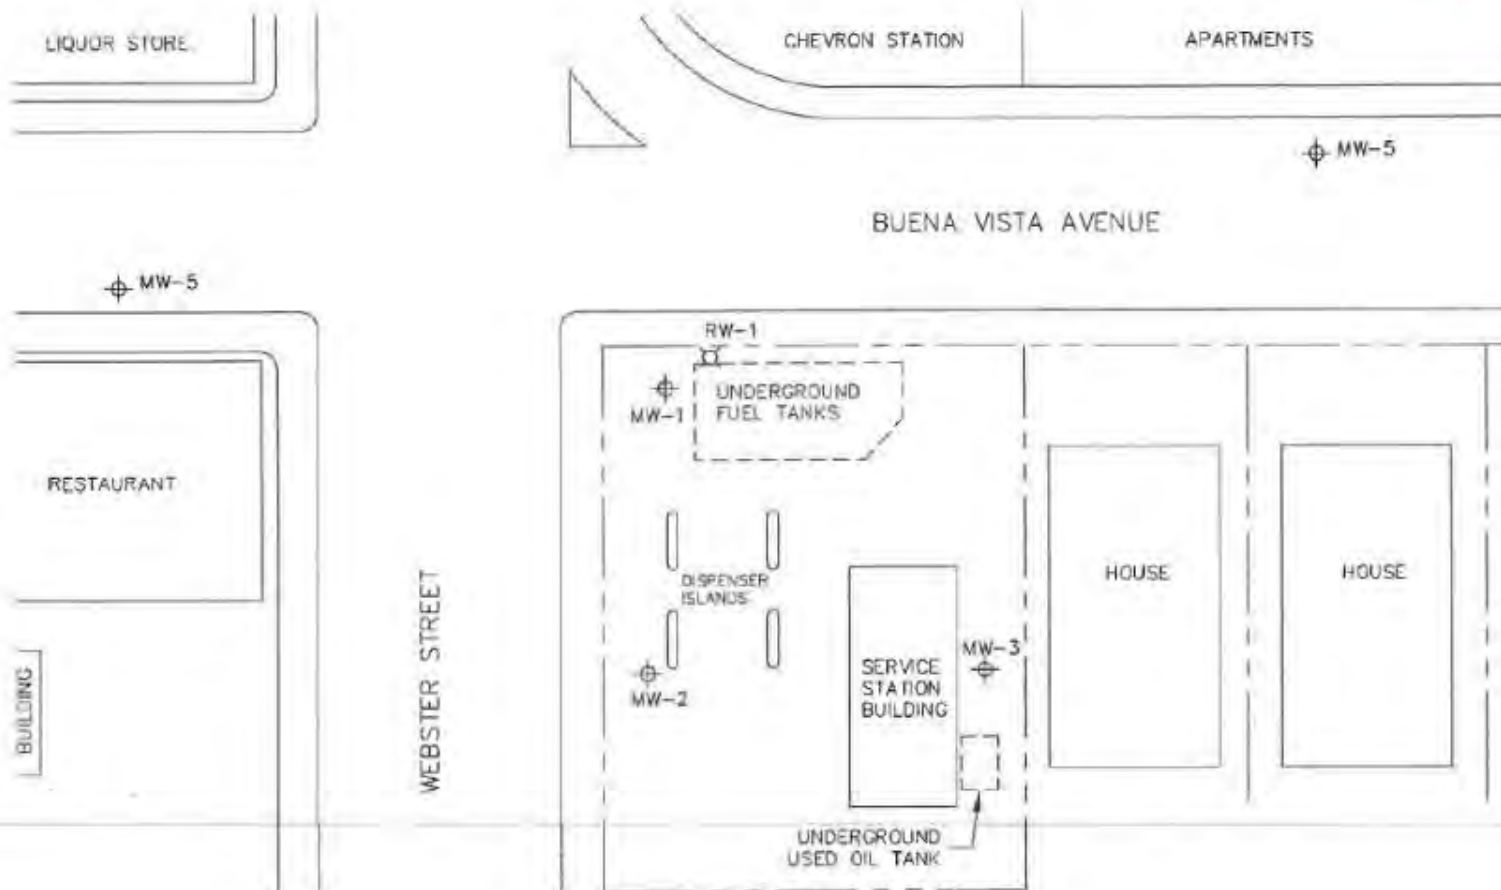 LIQUOR STORE
CHEVRON STATION
APARTMENTS
MW-5
BUENA VISTA AVENUE
MW-5
RW-1
UNDERGROUND
FUEL TANKS
MW-1
RESTAURANT
DISPENSER
ISLANDS
HOUSE
HOUSE
WEBSTER STREET
MW-3
SERVICE
STATION
BUILDING
MW-2
BUILDING
UNDERGROUND
USED OIL TANK